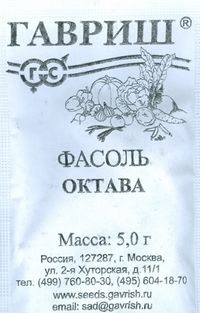 ГАВРИШ®
Г-С
ФАСОЛЬ
ОКТАВА
Масса: 5,0 г
Россия, 127287, г. Москва,
ул. 2-я Хуторская, д.11/1
тел. (499) 760-80-30, (495) 604-18-70
www.seeds.gavrish.ru
email: sad@gavrish.ru